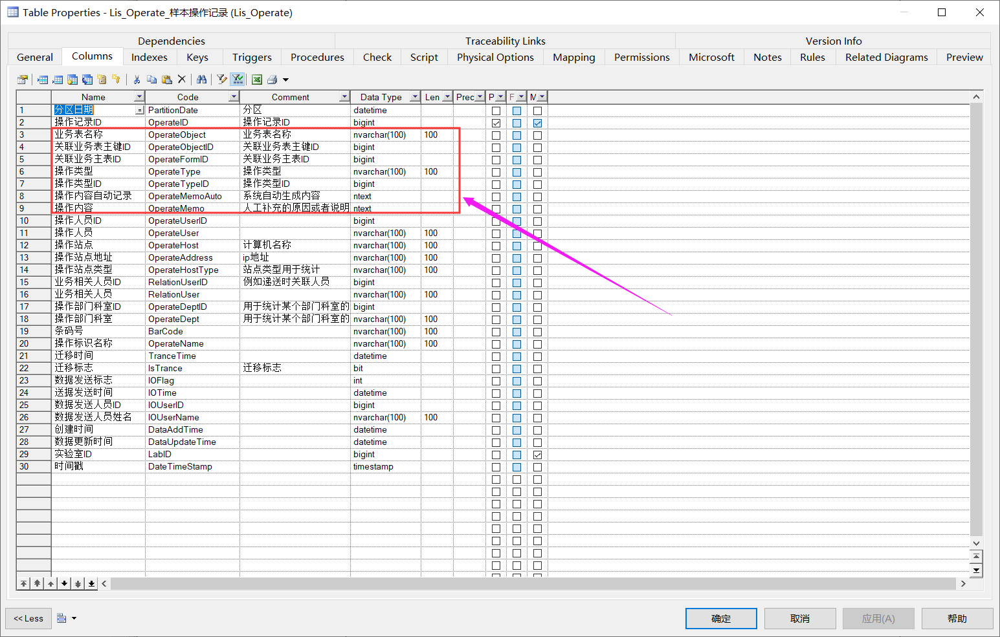 Table Properties - Lis_Operate_样本操作记录 (Lis_Operate)
Dependencies Traceability Links Version Info
General Columns Indexes Keys Triggers Procedures Check Script Physical Options Mapping Permissions Microsoft Notes Rules Related Diagrams Preview
Name Code Comment Data Type Len Prec P F M
1 分区日期 = PartitionDate 分区 datetime
2 操作记录ID OperateID 操作记录ID bigint
3 业务表名称 OperateObject 业务表名称 nvarchar(100) 100
4 关联业务表主键ID OperateObjectID 关联业务表主键ID bigint
5 关联业务主表ID OperateFormID 关联业务主表ID bigint
6 操作类型 OperateType 操作类型 nvarchar(100) 100
7 操作类型ID OperateTypeID 操作类型ID bigint
8 操作内容自动记录 OperateMemoAuto 系统自动生成内容 ntext
9 操作内容 OperateMemo 人工补充的原因或者说明 ntext
10 操作人员ID OperateUserID bigint
11 操作人员 OperateUser nvarchar(100) 100
12 操作站点 OperateHost 计算机名称 nvarchar(100) 100
13 操作站点地址 OperateAddress ip地址 nvarchar(100) 100
14 操作站点类型 OperateHostType 站点类型用于统计 nvarchar(100) 100
15 业务相关人员ID RelationUserID 例如递送时关联人员 bigint
16 业务相关人员 RelationUser nvarchar(100) 100
17 操作部门科室ID OperateDeptID 用于统计某个部门科室的 bigint
18 操作部门科室 OperateDept 用于统计某个部门科室的 nvarchar(100) 100
19 条码号 BarCode nvarchar(100) 100
20 操作标识名称 OperateName nvarchar(100) 100
21 迁移时间 TranceTime datetime
22 迁移标志 IsTrance 迁移标志 bit
23 数据发送标志 IOFlag int
24 送据发送时间 IOTime datetime
25 数据发送人员ID IOUserID bigint
26 数据发送人员姓名 IOUserName nvarchar(100) 100
27 创建时间 DataAddTime datetime
28 数据更新时间 DataUpdateTime datetime
29 实验室ID LabID bigint
30 时间戳 DateTimeStamp timestamp
<< Less 确定 取消 应用(A) 帮助